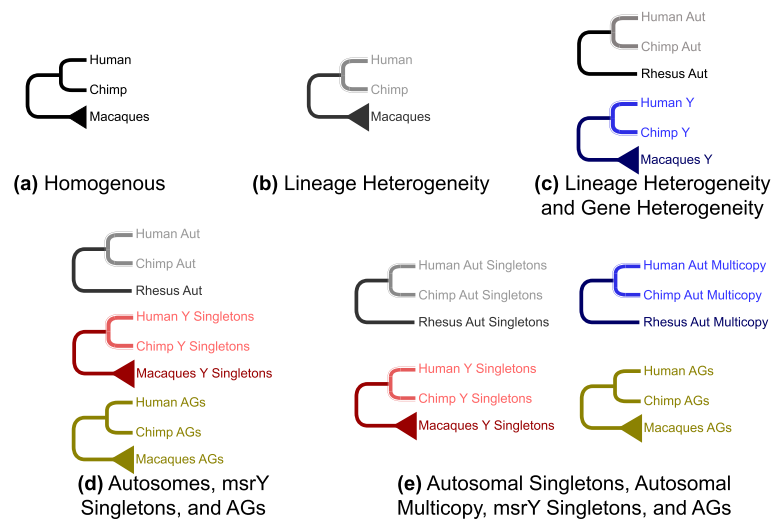 Human
Chimp
Macaques
(a) Homogenous
Human
Chimp
Macaques
(b) Lineage Heterogeneity
Human Aut
Chimp Aut
Rhesus Aut
Human Y
Chimp Y
Macaques Y
(c) Lineage Heterogeneity
and Gene Heterogeneity
Human Aut
Chimp Aut
Rhesus Aut
Human Y Singletons
Chimp Y Singletons
Macaques Y Singletons
Human AGs
Chimp AGs
Macaques AGs
(d) Autosomes, msrY
Singletons, and AGs
Human Aut Singletons
Chimp Aut Singletons
Rhesus Aut Singletons
Human Aut Multicopy
Chimp Aut Multicopy
Rhesus Aut Multicopy
Human Y Singletons
Chimp Y Singletons
Macaques Y Singletons
Human AGs
Chimp AGs
Macaques AGs
(e) Autosomal Singletons, Autosomal
Multicopy, msrY Singletons, and AGs